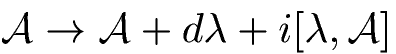 𝒜 → 𝒜 + dλ + i[λ, 𝒜]